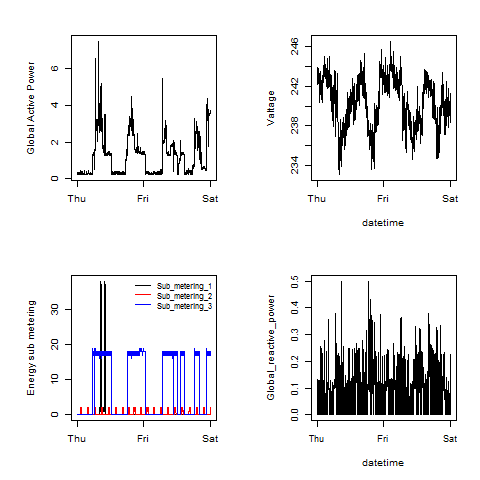 Global Active Power
6
4
2
0
Thu
Fri
Sat
Valtage
246
242
238
234
Thu
Fri
Sat
datetime
Energy sub metering
30
20
10
0
Sub_metering_1
Sub_metering_2
Sub_metering_3
Thu
Fri
Sat
Global_reactive_power
0.5
0.4
0.3
0.2
0.1
0.0
Thu
Fri
Sat
datetime